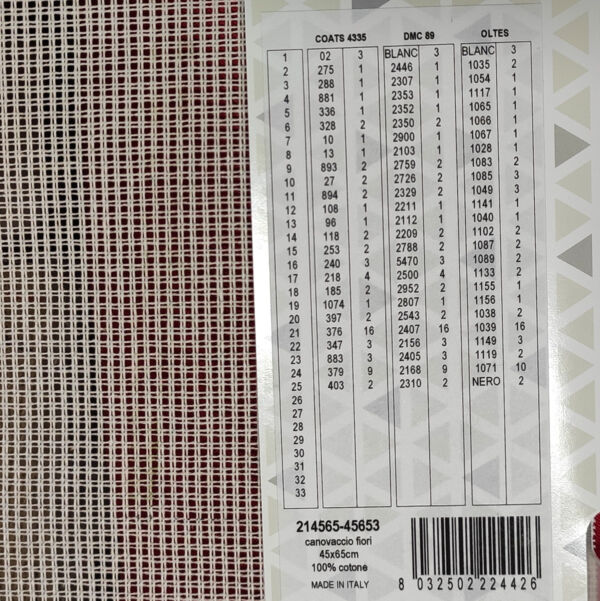 COATS 4335 DMC 89 OLTES
1 02 3 BLANC 3 BLANC 3
2 275 1 2446 1 1035 2
3 288 1 2307 1 1054 1
4 881 1 2353 1 1117 1
5 336 1 2352 1 1065 1
6 328 2 2350 2 1066 1
7 10 1 2900 1 1067 1
8 13 1 2103 1 1028 1
9 893 2 2759 2 1083 2
10 27 2 2726 2 1085 3
11 894 2 2329 2 1049 3
12 108 1 2211 1 1141 1
13 96 1 2112 1 1040 1
14 118 2 2209 2 1102 2
15 253 2 2788 2 1087 2
16 240 3 5470 3 1089 2
17 218 4 2500 4 1133 2
18 185 2 2952 2 1155 1
19 1074 1 2807 1 1156 1
20 397 2 2543 2 1038 2
21 376 16 2407 16 1039 16
22 347 3 2156 3 1149 3
23 883 3 2405 3 1119 2
24 379 9 2168 9 1071 10
25 403 2 2310 2 NERO 2
26
27
28
29
30
31
32
33
214565-45653
canovaccio fiori
45x65cm
100% cotone
MADE IN ITALY
8 032502 224426